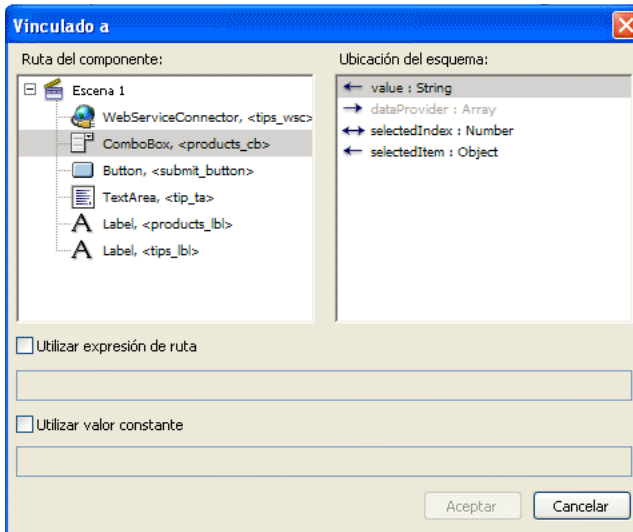 Vinculado a
Ruta del componente:
Escena 1
WebServiceConnector, <tips_wsc>
ComboBox, <products_cb>
Button, <submit_button>
TextArea, <tip_ta>
Label, <products_lbl>
Label, <tips_lbl>
Ubicación del esquema:
value : String
dataProvider : Array
selectedIndex : Number
selectedItem : Object
Utilizar expresión de ruta
Utilizar valor constante
Aceptar
Cancelar